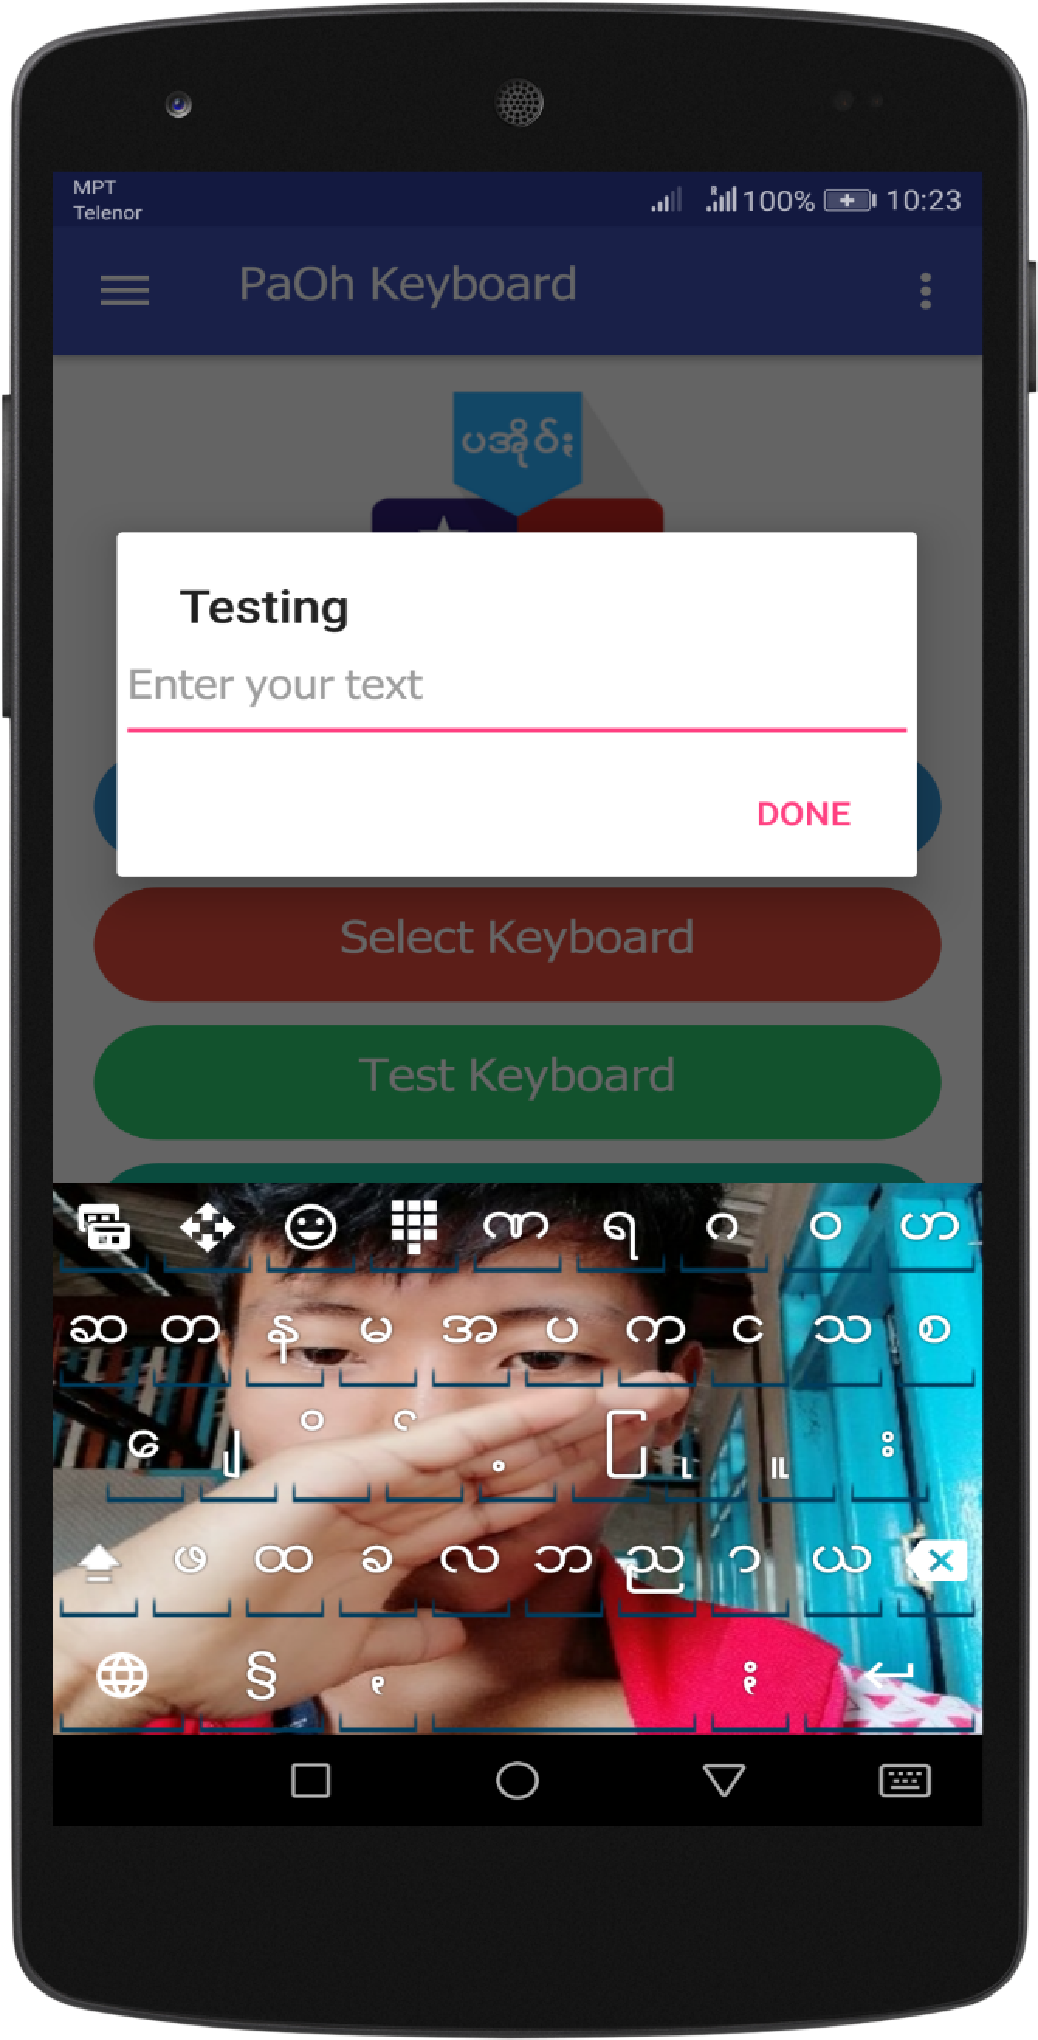 MPT
Telenor
100% 10:23
PaOh Keyboard
ပအိုဝ်ႏ
Testing
Enter your text
DONE
Select Keyboard
Test Keyboard
ဏ ရ ဂ ဝ ဟ
ဆ တ န မ အ ပ က င သ စ
ေ ျ ိ ် ့ ြ ု ူ း
ဖ ထ ခ လ ဘ ည ာ ယ
§ ႇ ႏ